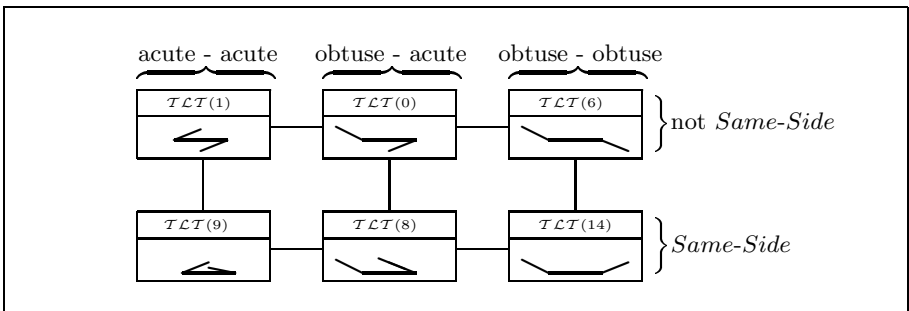 acute - acute obtuse - acute obtuse - obtuse
𝒯ℒ𝒯(1) 𝒯ℒ𝒯(0) 𝒯ℒ𝒯(6)
not Same-Side
𝒯ℒ𝒯(9) 𝒯ℒ𝒯(8) 𝒯ℒ𝒯(14)
Same-Side